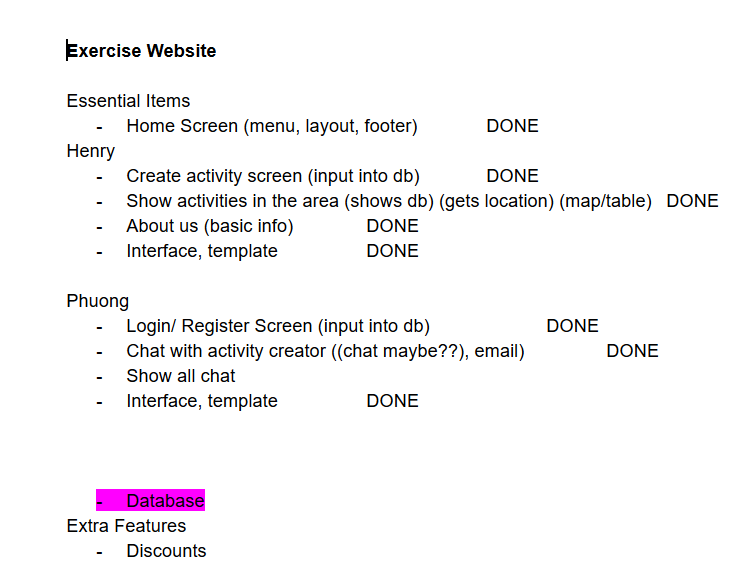 Exercise Website
Essential Items
- Home Screen (menu, layout, footer) DONE
Henry
- Create activity screen (input into db) DONE
- Show activities in the area (shows db) (gets location) (map/table) DONE
- About us (basic info) DONE
- Interface, template DONE
Phuong
- Login/ Register Screen (input into db) DONE
- Chat with activity creator ((chat maybe??), email) DONE
- Show all chat
- Interface, template DONE
- Database
Extra Features
- Discounts